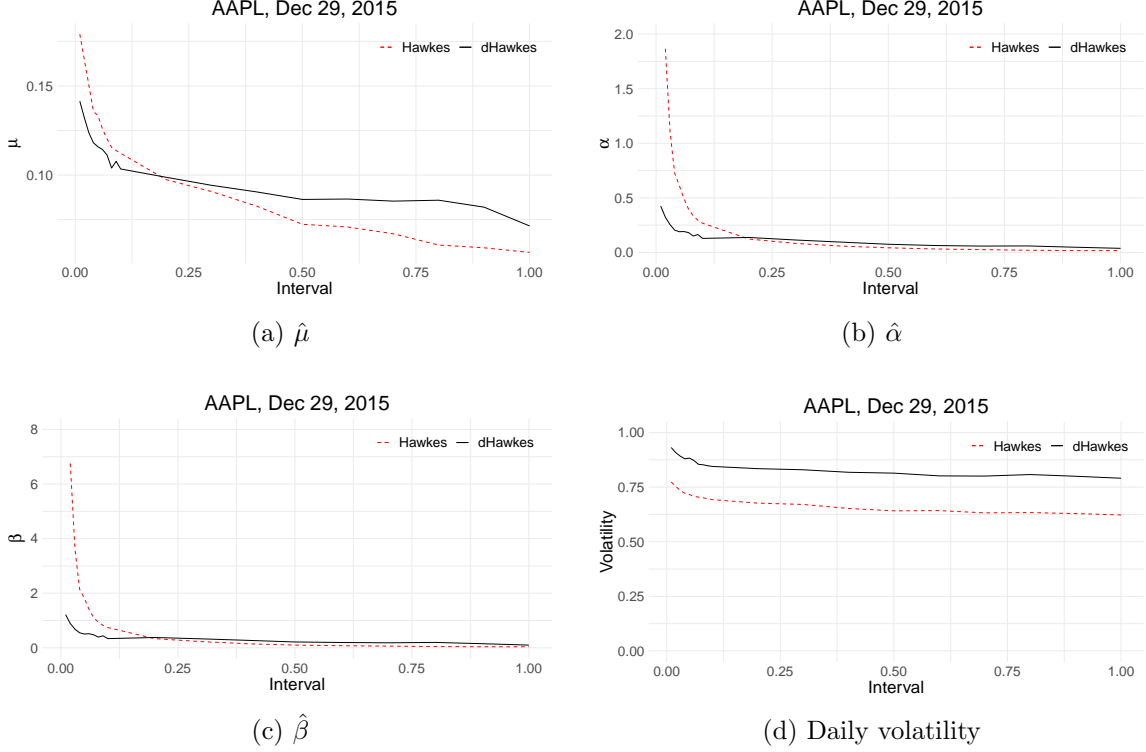 AAPL, Dec 29, 2015
Hawkes dHawkes
0.15
0.10
μ
0.00 0.25 0.50 0.75 1.00
Interval
(a) μ̂
AAPL, Dec 29, 2015
Hawkes dHawkes
2.0
1.5
1.0
0.5
0.0
α
0.00 0.25 0.50 0.75 1.00
Interval
(b) α̂
AAPL, Dec 29, 2015
Hawkes dHawkes
8
6
4
2
0
β
0.00 0.25 0.50 0.75 1.00
Interval
(c) β̂
AAPL, Dec 29, 2015
Hawkes dHawkes
1.00
0.75
0.50
0.25
0.00
Volatility
0.00 0.25 0.50 0.75 1.00
Interval
(d) Daily volatility